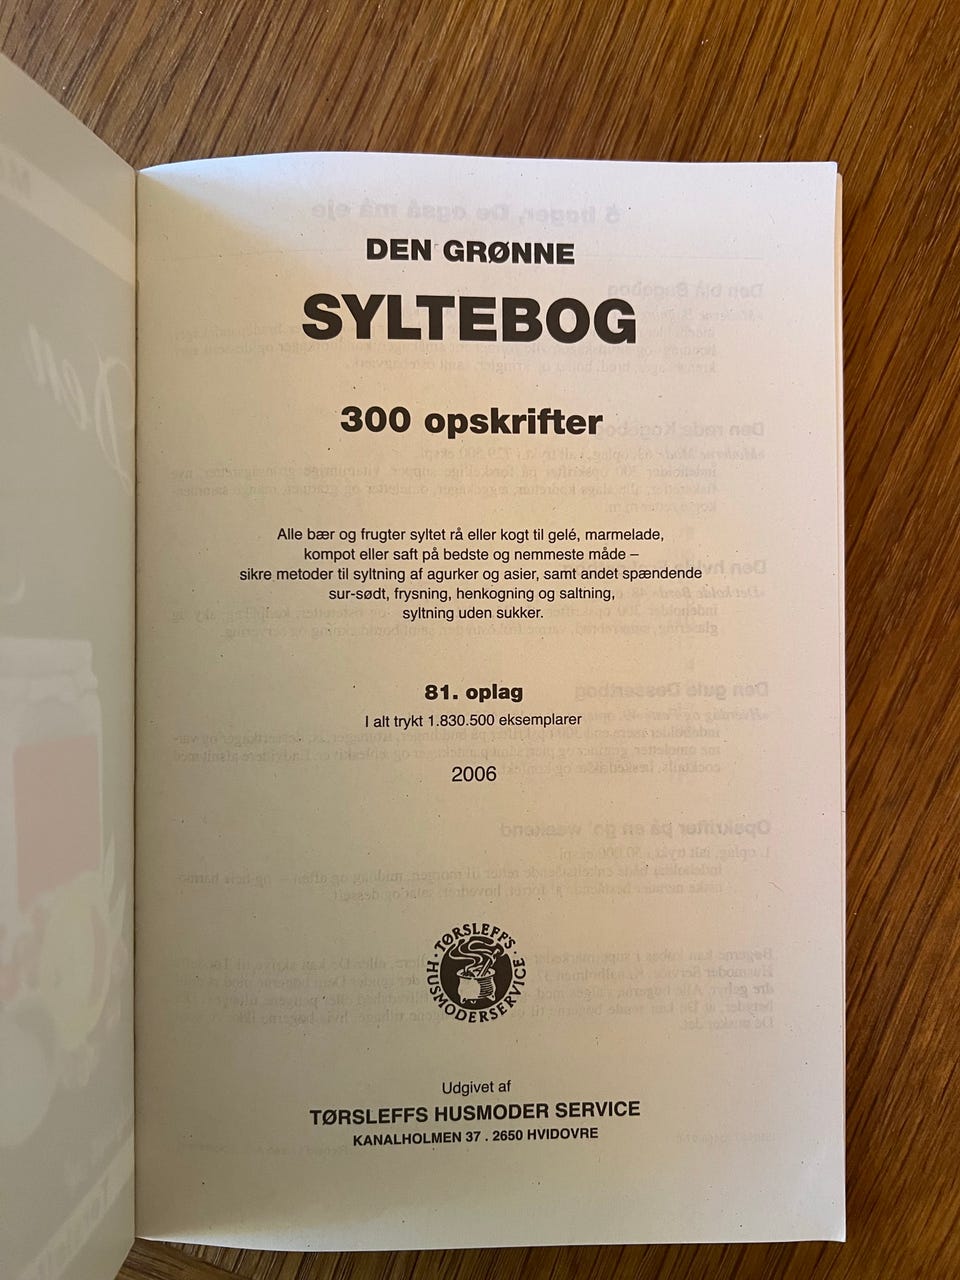 DEN GRØNNE
SYLTEBOG
300 opskrifter
Alle bær og frugter syltet rå eller kogt til gelé, marmelade,
kompot eller saft på bedste og nemmeste måde –
sikre metoder til syltning af agurker og asier, samt andet spændende
sur-sødt, frysning, henkogning og saltning,
syltning uden sukker.
81. oplag
I alt trykt 1.830.500 eksemplarer
2006
· TØRSLEFF'S ·
HUSMODERSERVICE
Udgivet af
TØRSLEFFS HUSMODER SERVICE
KANALHOLMEN 37 . 2650 HVIDOVRE